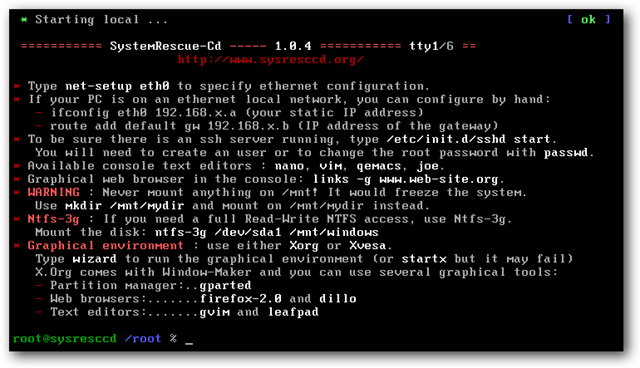 * Starting local ... [ ok ]
=========== SystemRescue-Cd ----- 1.0.4 =========== tty1/6 ==
http://www.sysresccd.org/
* Type net-setup eth0 to specify ethernet configuration.
* If your PC is on an ethernet local network, you can configure by hand:
- ifconfig eth0 192.168.x.a (your static IP address)
- route add default gw 192.168.x.b (IP address of the gateway)
* To be sure there is an ssh server running, type /etc/init.d/sshd start.
You will need to create an user or to change the root password with passwd.
* Available console text editors : nano, vim, qemacs, joe.
* Graphical web browser in the console: links -g www.web-site.org.
* WARNING : Never mount anything on /mnt! It would freeze the system.
Use mkdir /mnt/mydir and mount on /mnt/mydir instead.
* Ntfs-3g : If you need a full Read-Write NTFS access, use Ntfs-3g.
Mount the disk: ntfs-3g /dev/sda1 /mnt/windows
* Graphical environment : use either Xorg or Xvesa.
Type wizard to run the graphical environment (or startx but it may fail)
X.Org comes with Window-Maker and you can use several graphical tools:
- Partition manager:..gparted
- Web browsers:.......firefox-2.0 and dillo
- Text editors:.......gvim and leafpad
root@sysresccd /root % _